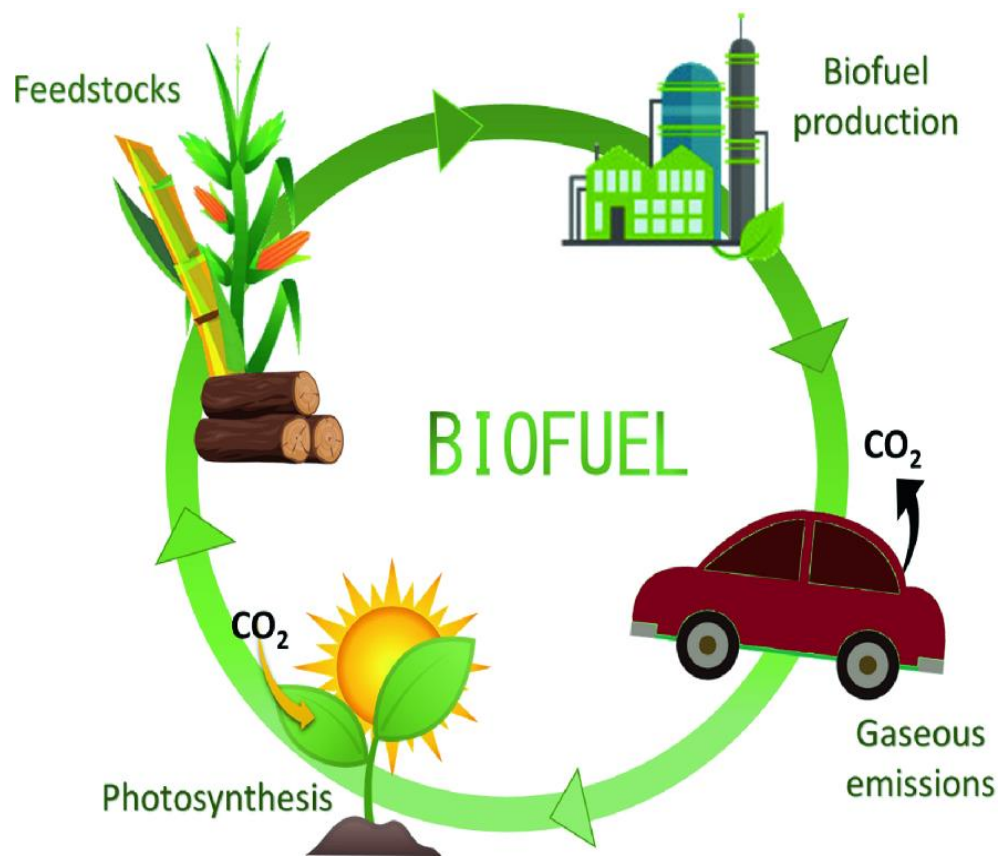 Feedstocks
Biofuel
production
BIOFUEL
CO₂
CO₂
Photosynthesis
Gaseous
emissions